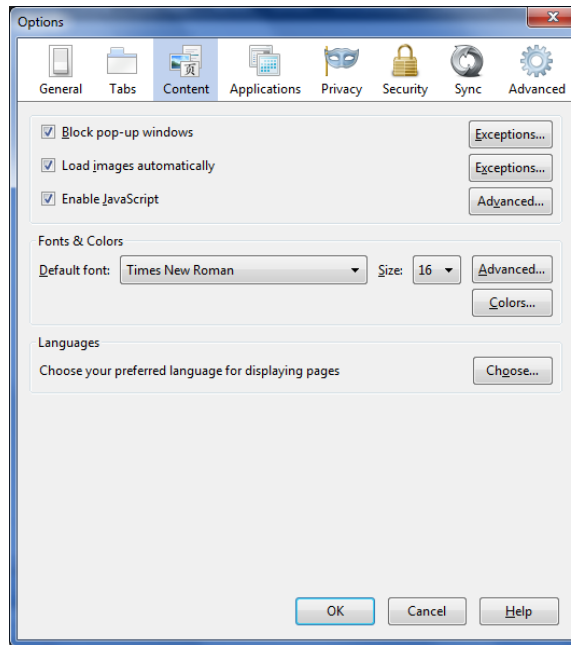 Options
General Tabs Content Applications Privacy Security Sync Advanced
页
Block pop-up windows Exceptions...
Load images automatically Exceptions...
Enable JavaScript Advanced...
Fonts & Colors
Default font: Times New Roman Size: 16 Advanced...
Colors...
Languages
Choose your preferred language for displaying pages Choose...
OK Cancel Help